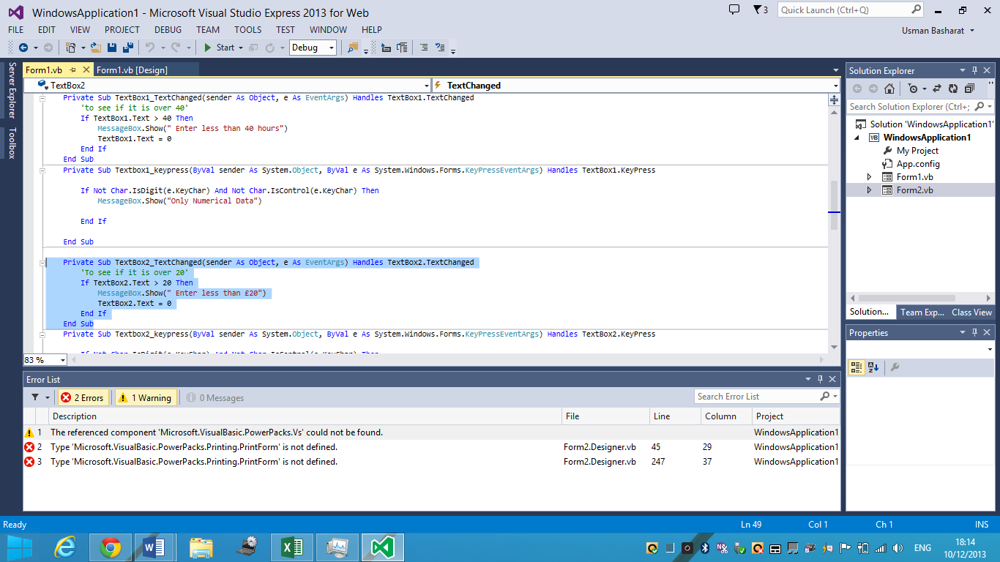 WindowsApplication1 - Microsoft Visual Studio Express 2013 for Web
3
Quick Launch (Ctrl+Q)
FILE EDIT VIEW PROJECT DEBUG TEAM TOOLS TEST WINDOW HELP
Usman Basharat
Start
Debug
Server Explorer
Toolbox
Form1.vb
Form1.vb [Design]
TextBox2
TextChanged
Private Sub TextBox1_TextChanged(sender As Object, e As EventArgs) Handles TextBox1.TextChanged
'to see if it is over 40'
If TextBox1.Text > 40 Then
MessageBox.Show(" Enter less than 40 hours")
TextBox1.Text = 0
End If
End Sub
Private Sub Textbox1_keypress(ByVal sender As System.Object, ByVal e As System.Windows.Forms.KeyPressEventArgs) Handles TextBox1.KeyPress
If Not Char.IsDigit(e.KeyChar) And Not Char.IsControl(e.KeyChar) Then
MessageBox.Show("Only Numerical Data")
End If
End Sub
Private Sub TextBox2_TextChanged(sender As Object, e As EventArgs) Handles TextBox2.TextChanged
'To see if it is over 20'
If TextBox2.Text > 20 Then
MessageBox.Show(" Enter less than £20")
TextBox2.Text = 0
End If
End Sub
Private Sub Textbox2_keypress(ByVal sender As System.Object, ByVal e As System.Windows.Forms.KeyPressEventArgs) Handles TextBox2.KeyPress
If Not Char.IsDigit(e.KeyChar) And Not Char.IsControl(e.KeyChar) Then
83 %
Solution Explorer
Search Solution Explorer (Ctrl+;
Solution 'WindowsApplication1'
VB WindowsApplication1
My Project
App.config
Form1.vb
Form2.vb
Solution... Team Exp... Class View
Properties
Error List
2 Errors 1 Warning 0 Messages
Search Error List
Description File Line Column Project
1 The referenced component 'Microsoft.VisualBasic.PowerPacks.Vs' could not be found. WindowsApplication1
2 Type 'Microsoft.VisualBasic.PowerPacks.Printing.PrintForm' is not defined. Form2.Designer.vb 45 29 WindowsApplication1
3 Type 'Microsoft.VisualBasic.PowerPacks.Printing.PrintForm' is not defined. Form2.Designer.vb 247 37 WindowsApplication1
Ready
Ln 49 Col 1 Ch 1 INS
ENG
18:14
10/12/2013